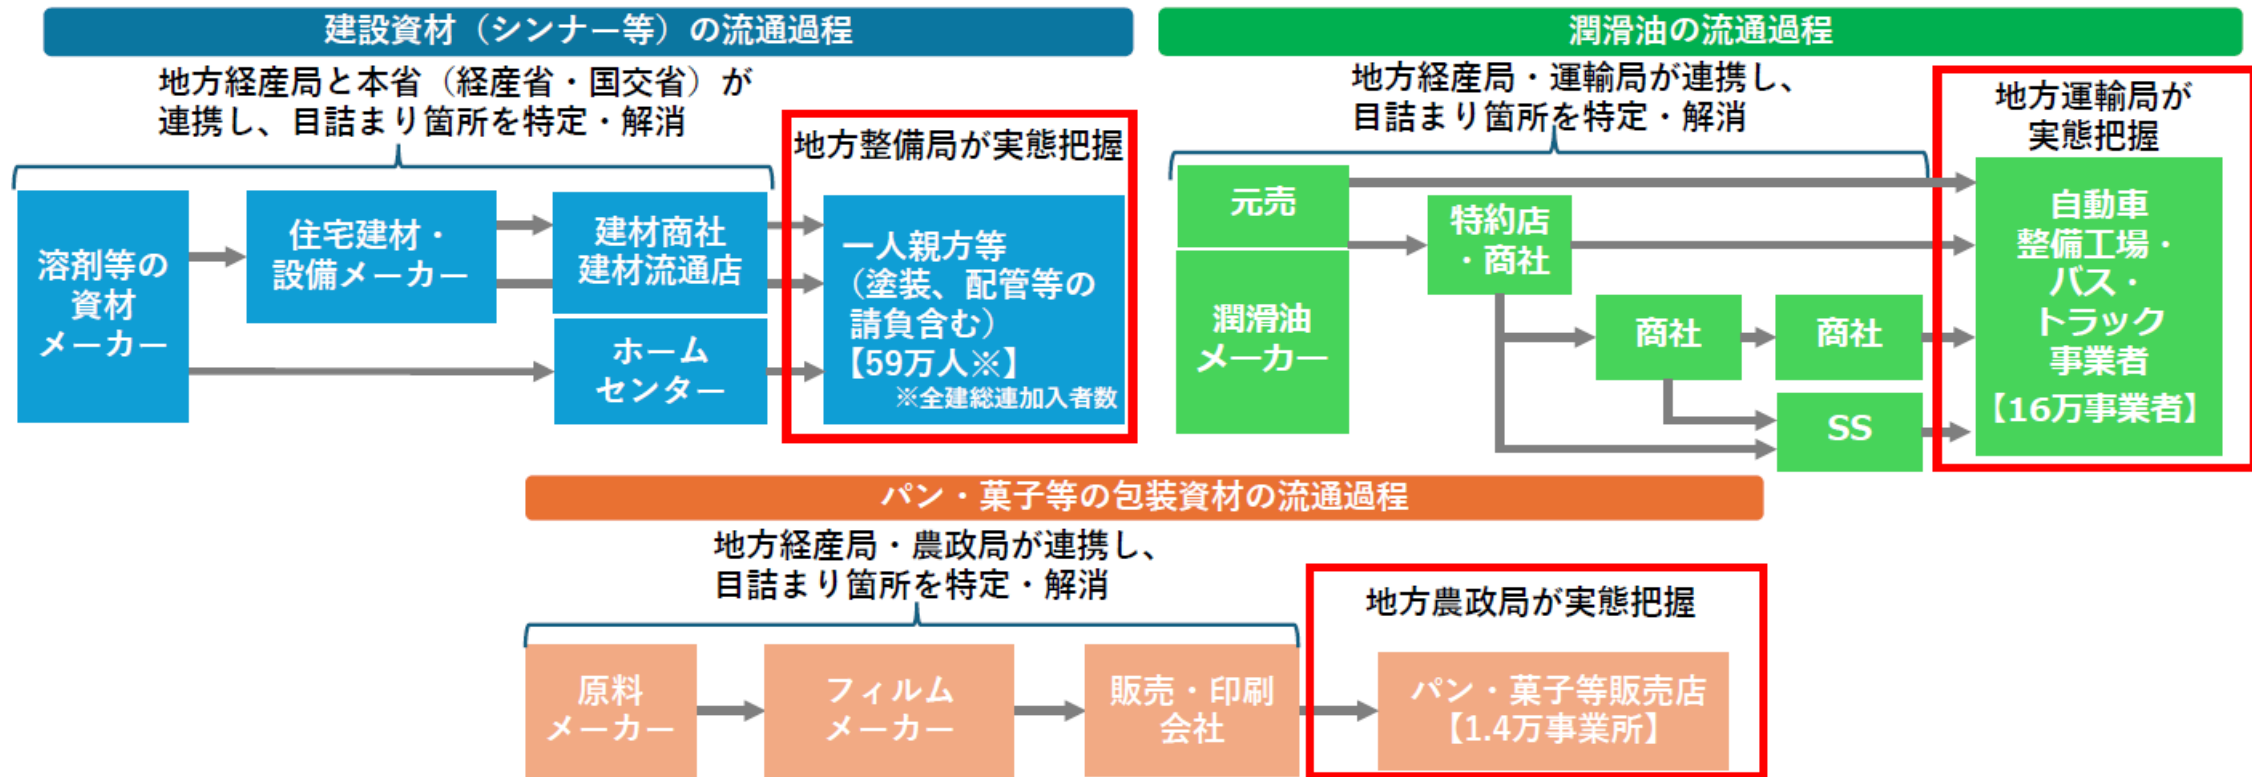 建設資材（シンナー等）の流通過程
地方経産局と本省（経産省・国交省）が
連携し、目詰まり箇所を特定・解消
地方整備局が実態把握
溶剤等の
資材
メーカー
住宅建材・
設備メーカー
建材商社
建材流通店
ホーム
センター
一人親方等
（塗装、配管等の
請負含む）
【59万人※】
※全建総連加入者数
潤滑油の流通過程
地方経産局・運輸局が連携し、
目詰まり箇所を特定・解消
地方運輸局が
実態把握
元売
潤滑油
メーカー
特約店
・商社
商社
商社
SS
自動車
整備工場・
バス・
トラック
事業者
【16万事業者】
パン・菓子等の包装資材の流通過程
地方経産局・農政局が連携し、
目詰まり箇所を特定・解消
地方農政局が実態把握
原料
メーカー
フィルム
メーカー
販売・印刷
会社
パン・菓子等販売店
【1.4万事業所】